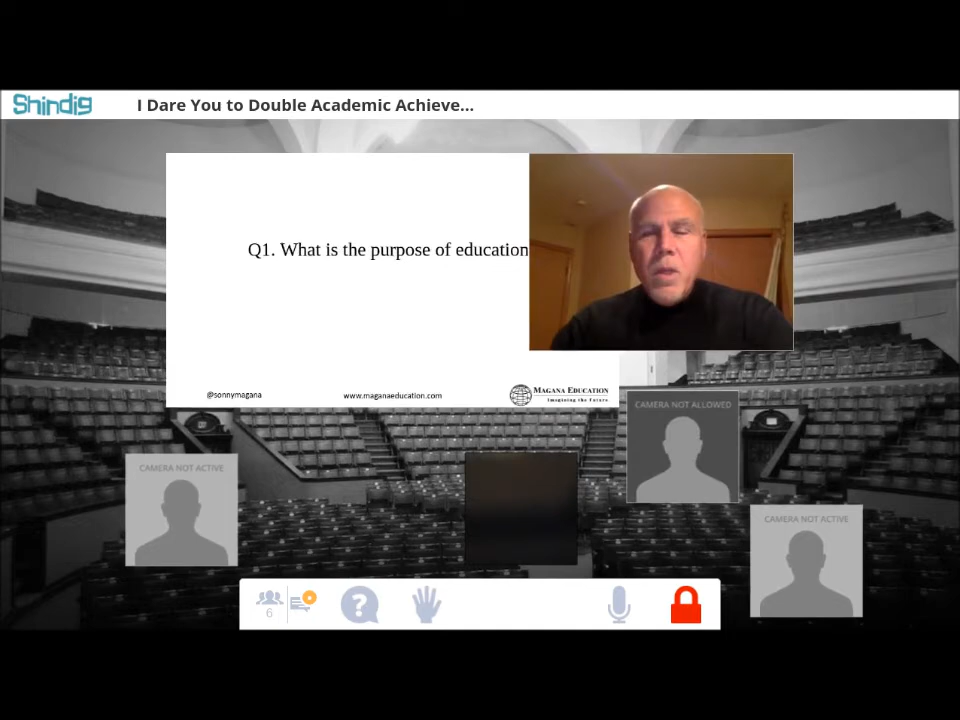 Shindig
I Dare You to Double Academic Achieve...
Q1. What is the purpose of education
@sonnymagana
www.maganaeducation.com
MAGANA EDUCATION
Imagining the Future
CAMERA NOT ALLOWED
CAMERA NOT ACTIVE
CAMERA NOT ACTIVE
6
?